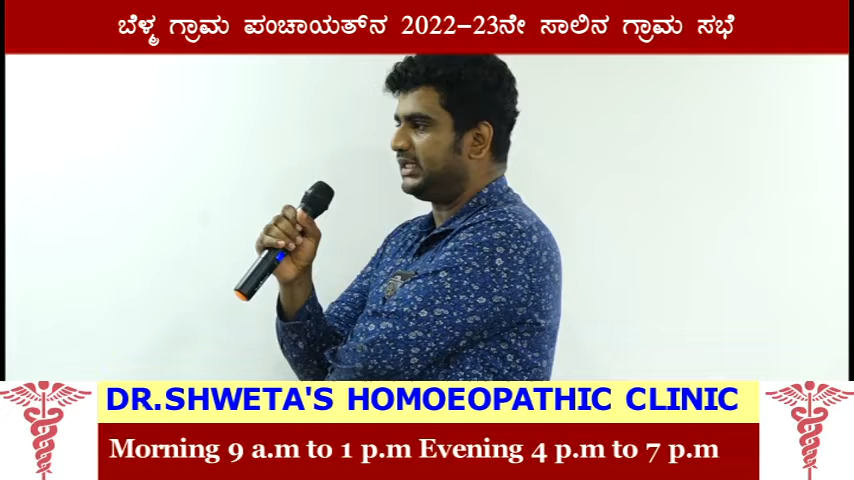 ಬೆಳ್ಮ ಗ್ರಾಮ ಪಂಚಾಯತ್‌ನ 2022–23ನೇ ಸಾಲಿನ ಗ್ರಾಮ ಸಭೆ
DR.SHWETA'S HOMOEOPATHIC CLINIC
Morning 9 a.m to 1 p.m Evening 4 p.m to 7 p.m